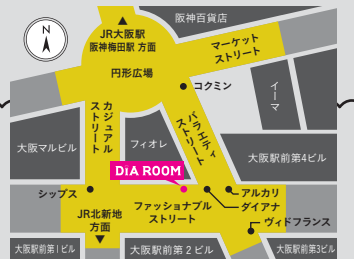 N
JR大阪駅
阪神梅田駅 方面
阪神百貨店
マーケット
ストリート
円形広場
コクミン
イーマ
カジュアル
ストリート
バラエティ
ストリート
大阪マルビル
フィオレ
大阪駅前第4ビル
DiA ROOM
シップス
アルカリ
ダイアナ
ファッショナブル
ストリート
JR北新地
方面
ヴィドフランス
大阪駅前第1ビル
大阪駅前第2ビル
大阪駅前第3ビル